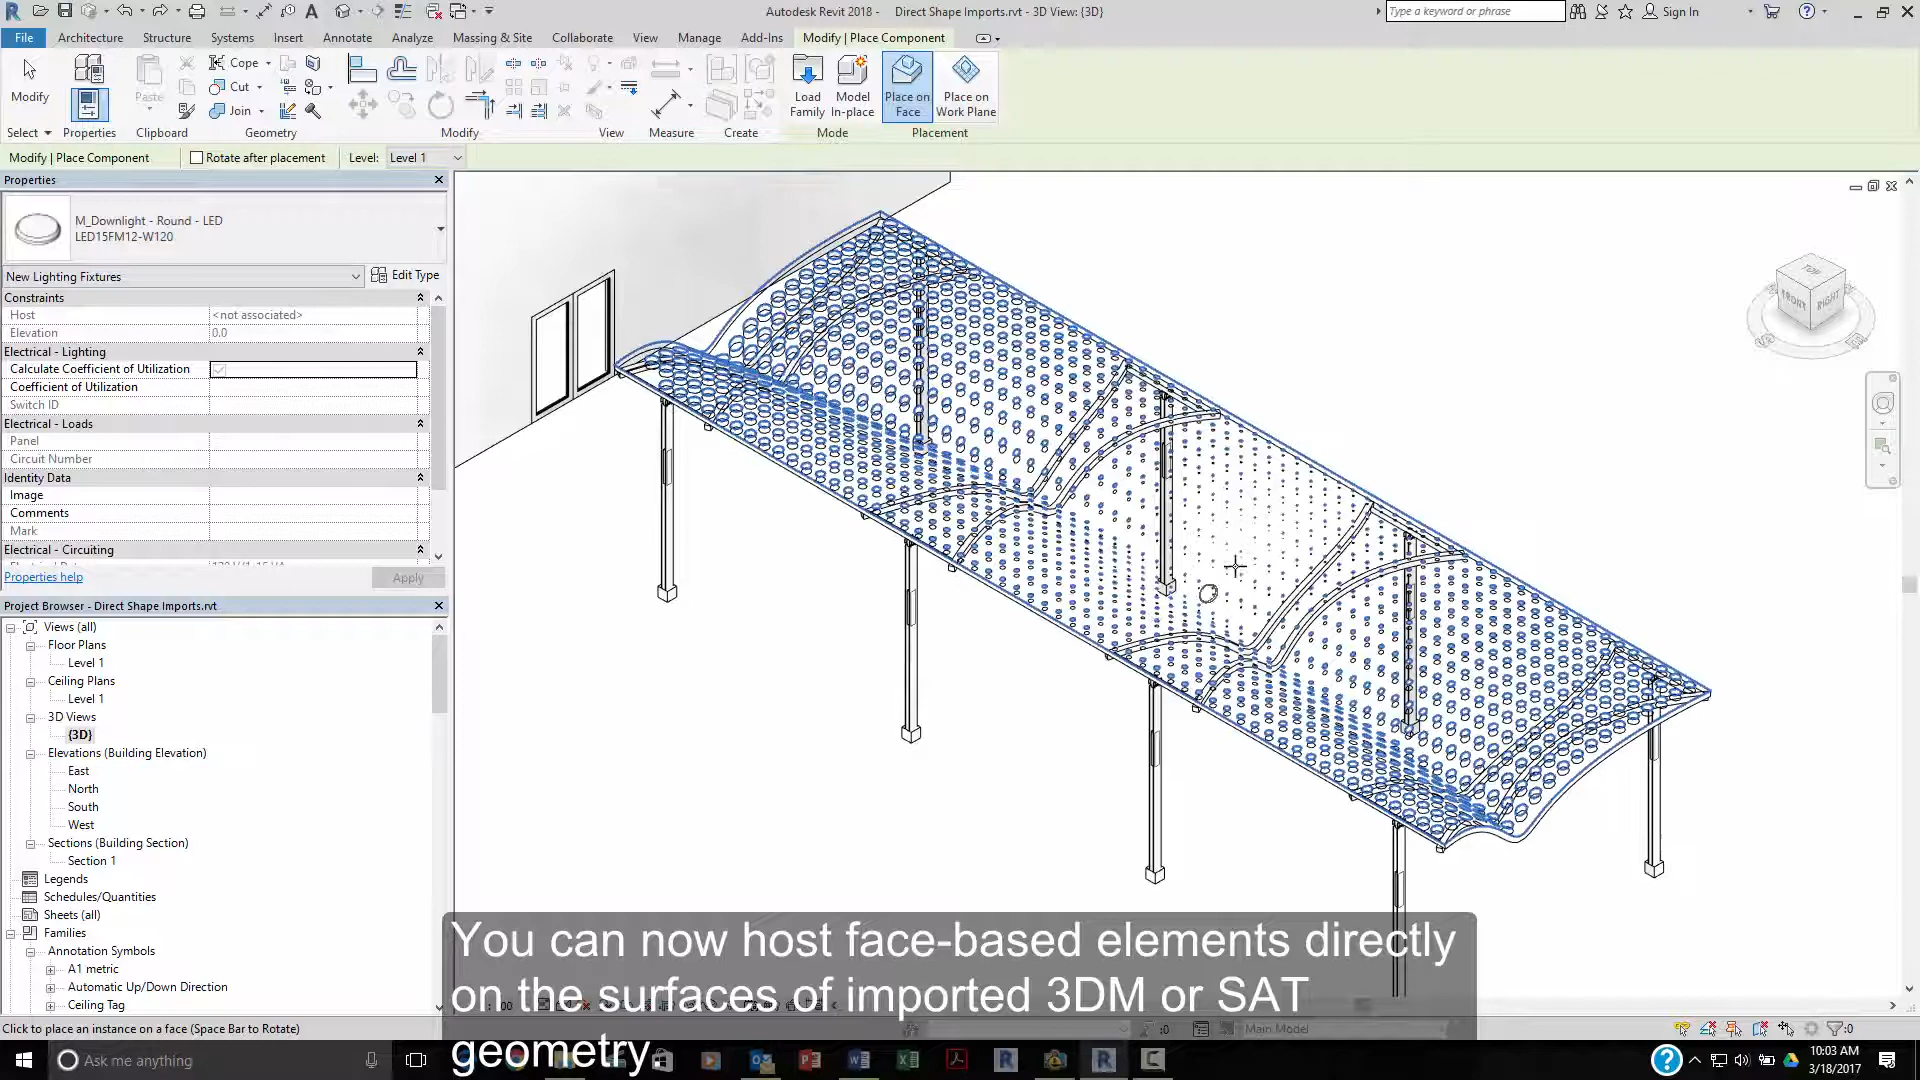 Autodesk Revit 2018 - Direct Shape Imports.rvt - 3D View: {3D}
Type a keyword or phrase
Sign In
File Architecture Structure Systems Insert Annotate Analyze Massing & Site Collaborate View Manage Add-Ins Modify | Place Component
Modify
Paste
Cope
Cut
Join
Load Family
Model In-place
Place on Face
Place on Work Plane
Select Properties Clipboard Geometry Modify View Measure Create Mode Placement
Modify | Place Component Rotate after placement Level: Level 1
Properties
M_Downlight - Round - LED
LED15FM12-W120
New Lighting Fixtures Edit Type
Constraints
Host <not associated>
Elevation 0.0
Electrical - Lighting
Calculate Coefficient of Utilization
Coefficient of Utilization
Switch ID
Electrical - Loads
Panel
Circuit Number
Identity Data
Image
Comments
Mark
Electrical - Circuiting
Properties help Apply
Project Browser - Direct Shape Imports.rvt
Views (all)
Floor Plans
Level 1
Ceiling Plans
Level 1
3D Views
{3D}
Elevations (Building Elevation)
East
North
South
West
Sections (Building Section)
Section 1
Legends
Schedules/Quantities
Sheets (all)
Families
Annotation Symbols
A1 metric
Automatic Up/Down Direction
Ceiling Tag
TOP
FRONT
RIGHT
You can now host face-based elements directly
on the surfaces of imported 3DM or SAT
geometry
Click to place an instance on a face (Space Bar to Rotate)
:0
Main Model
:0
Ask me anything
10:03 AM
3/18/2017